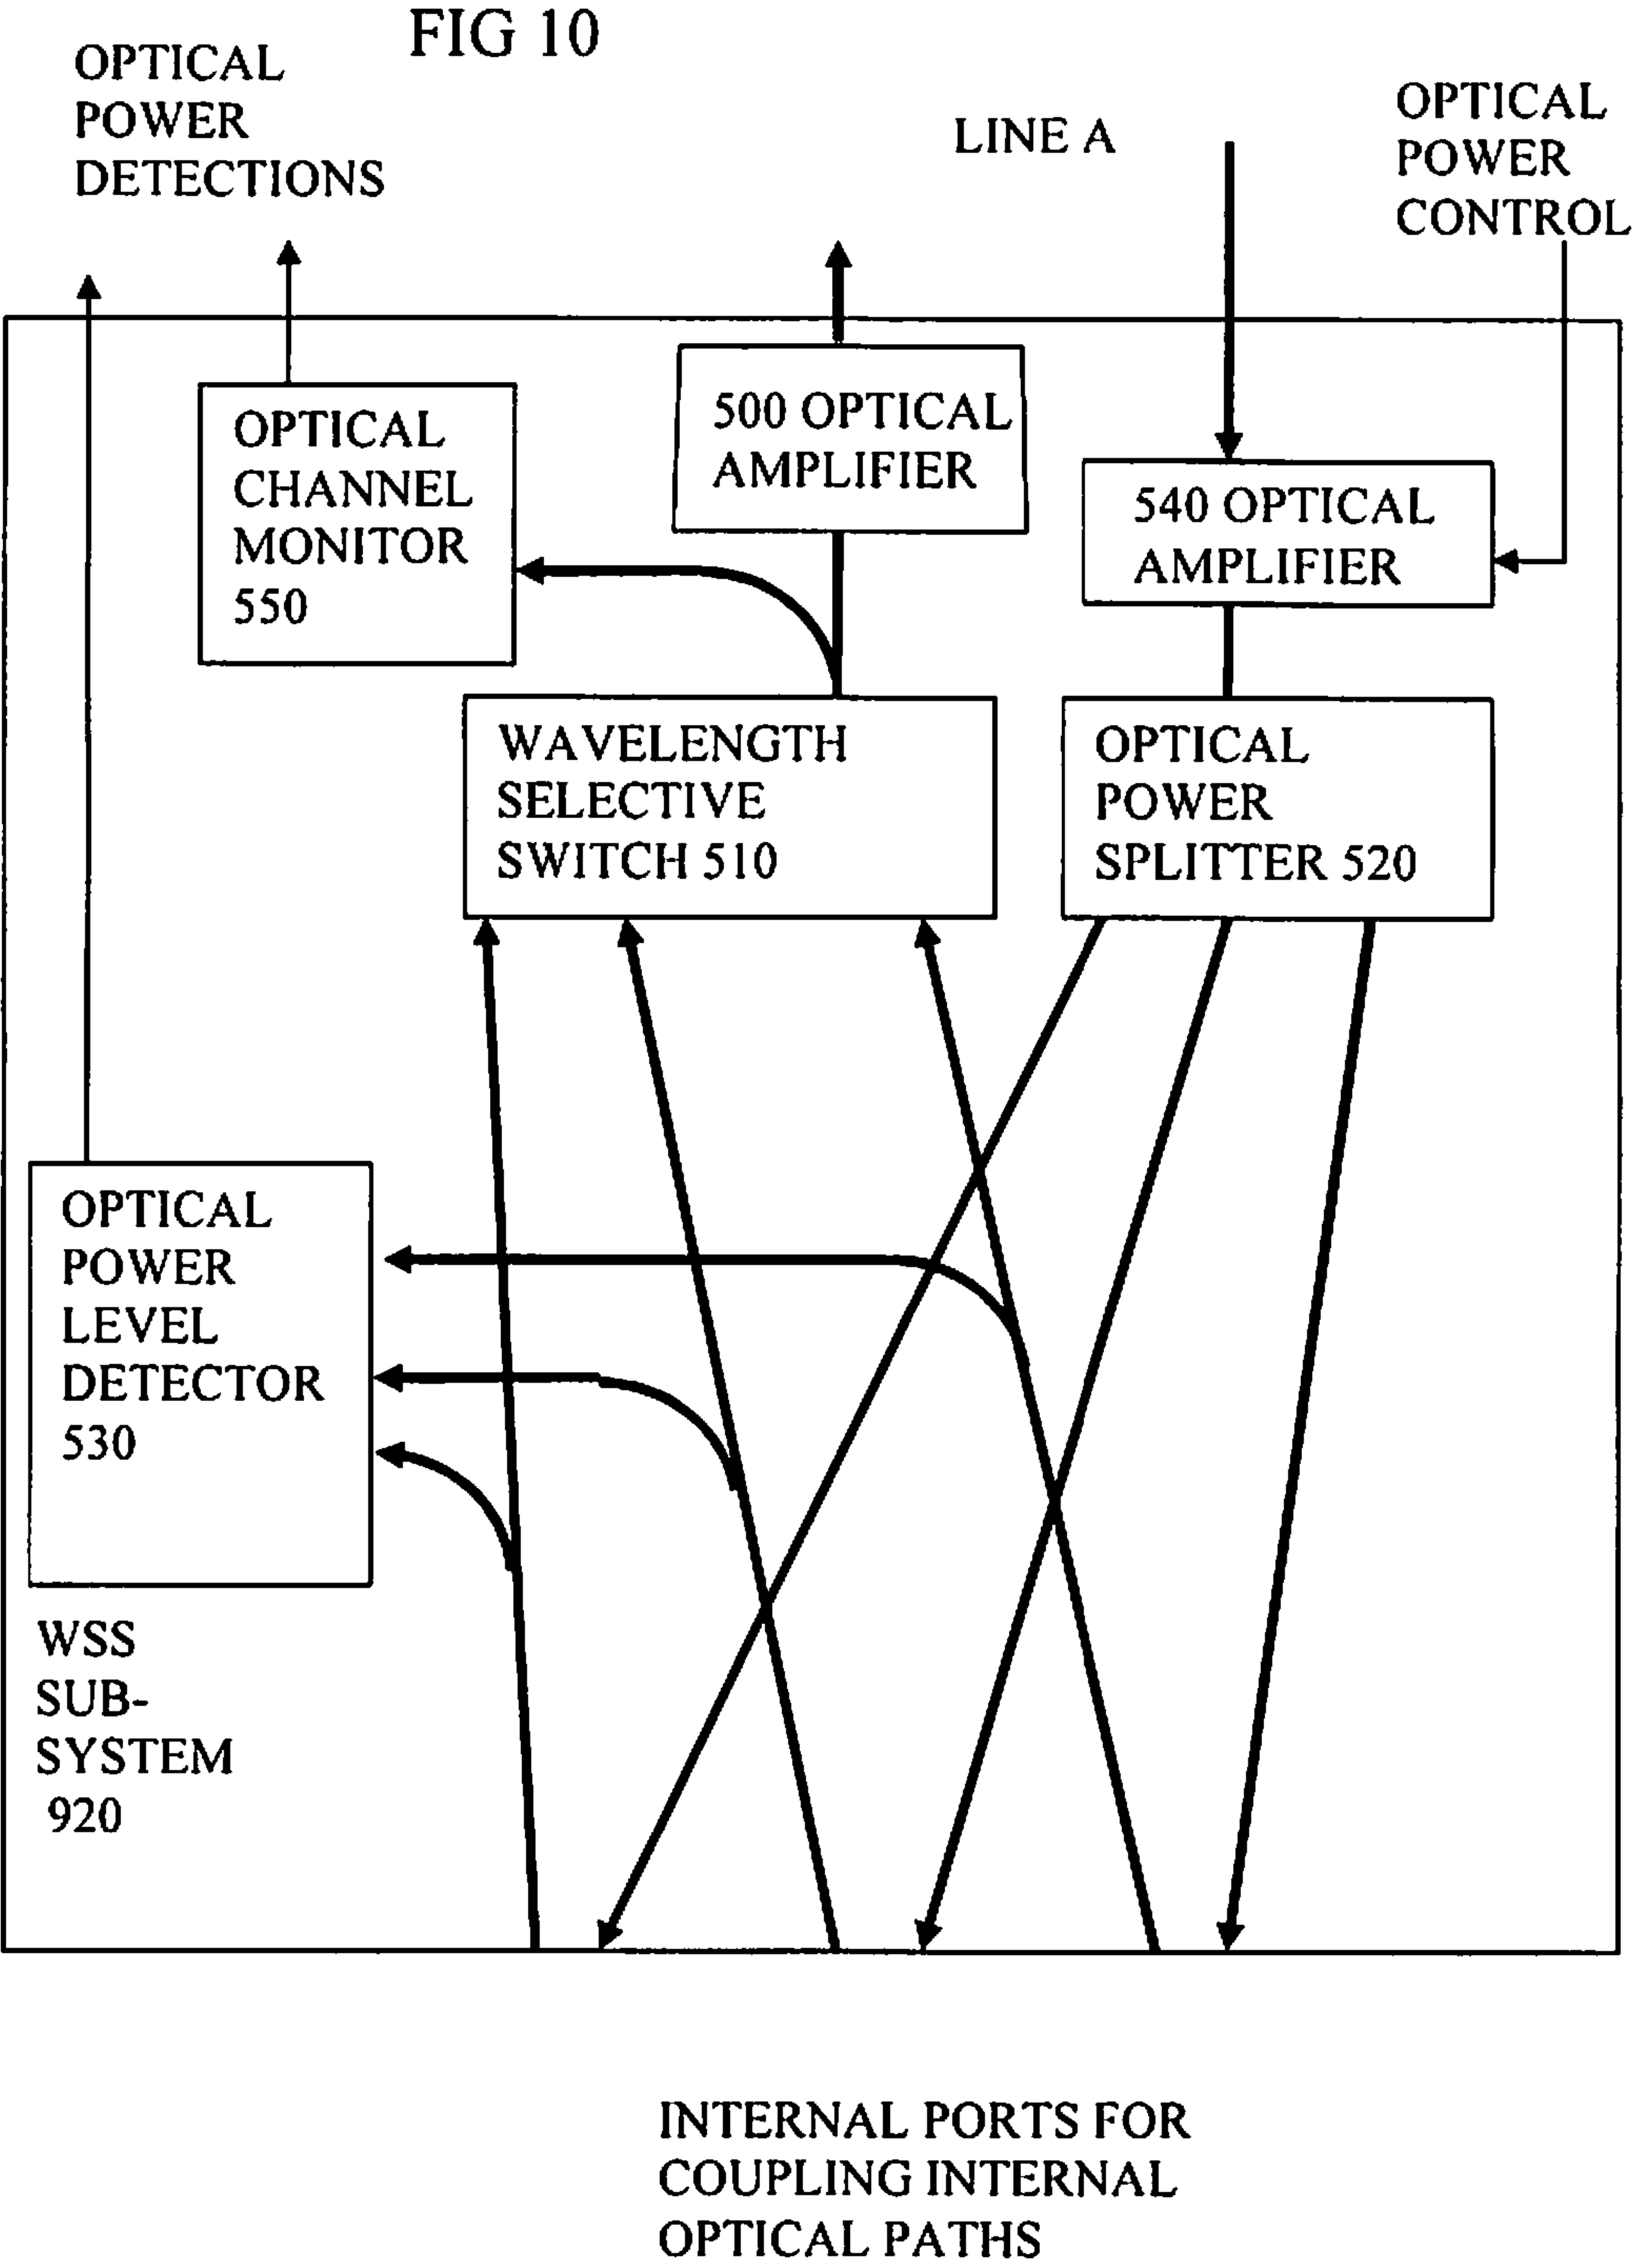 FIG 10
OPTICAL
POWER
DETECTIONS
LINE A
OPTICAL
POWER
CONTROL
OPTICAL
CHANNEL
MONITOR
550
500 OPTICAL
AMPLIFIER
540 OPTICAL
AMPLIFIER
WAVELENGTH
SELECTIVE
SWITCH 510
OPTICAL
POWER
SPLITTER 520
OPTICAL
POWER
LEVEL
DETECTOR
530
WSS
SUB-
SYSTEM
920
INTERNAL PORTS FOR
COUPLING INTERNAL
OPTICAL PATHS